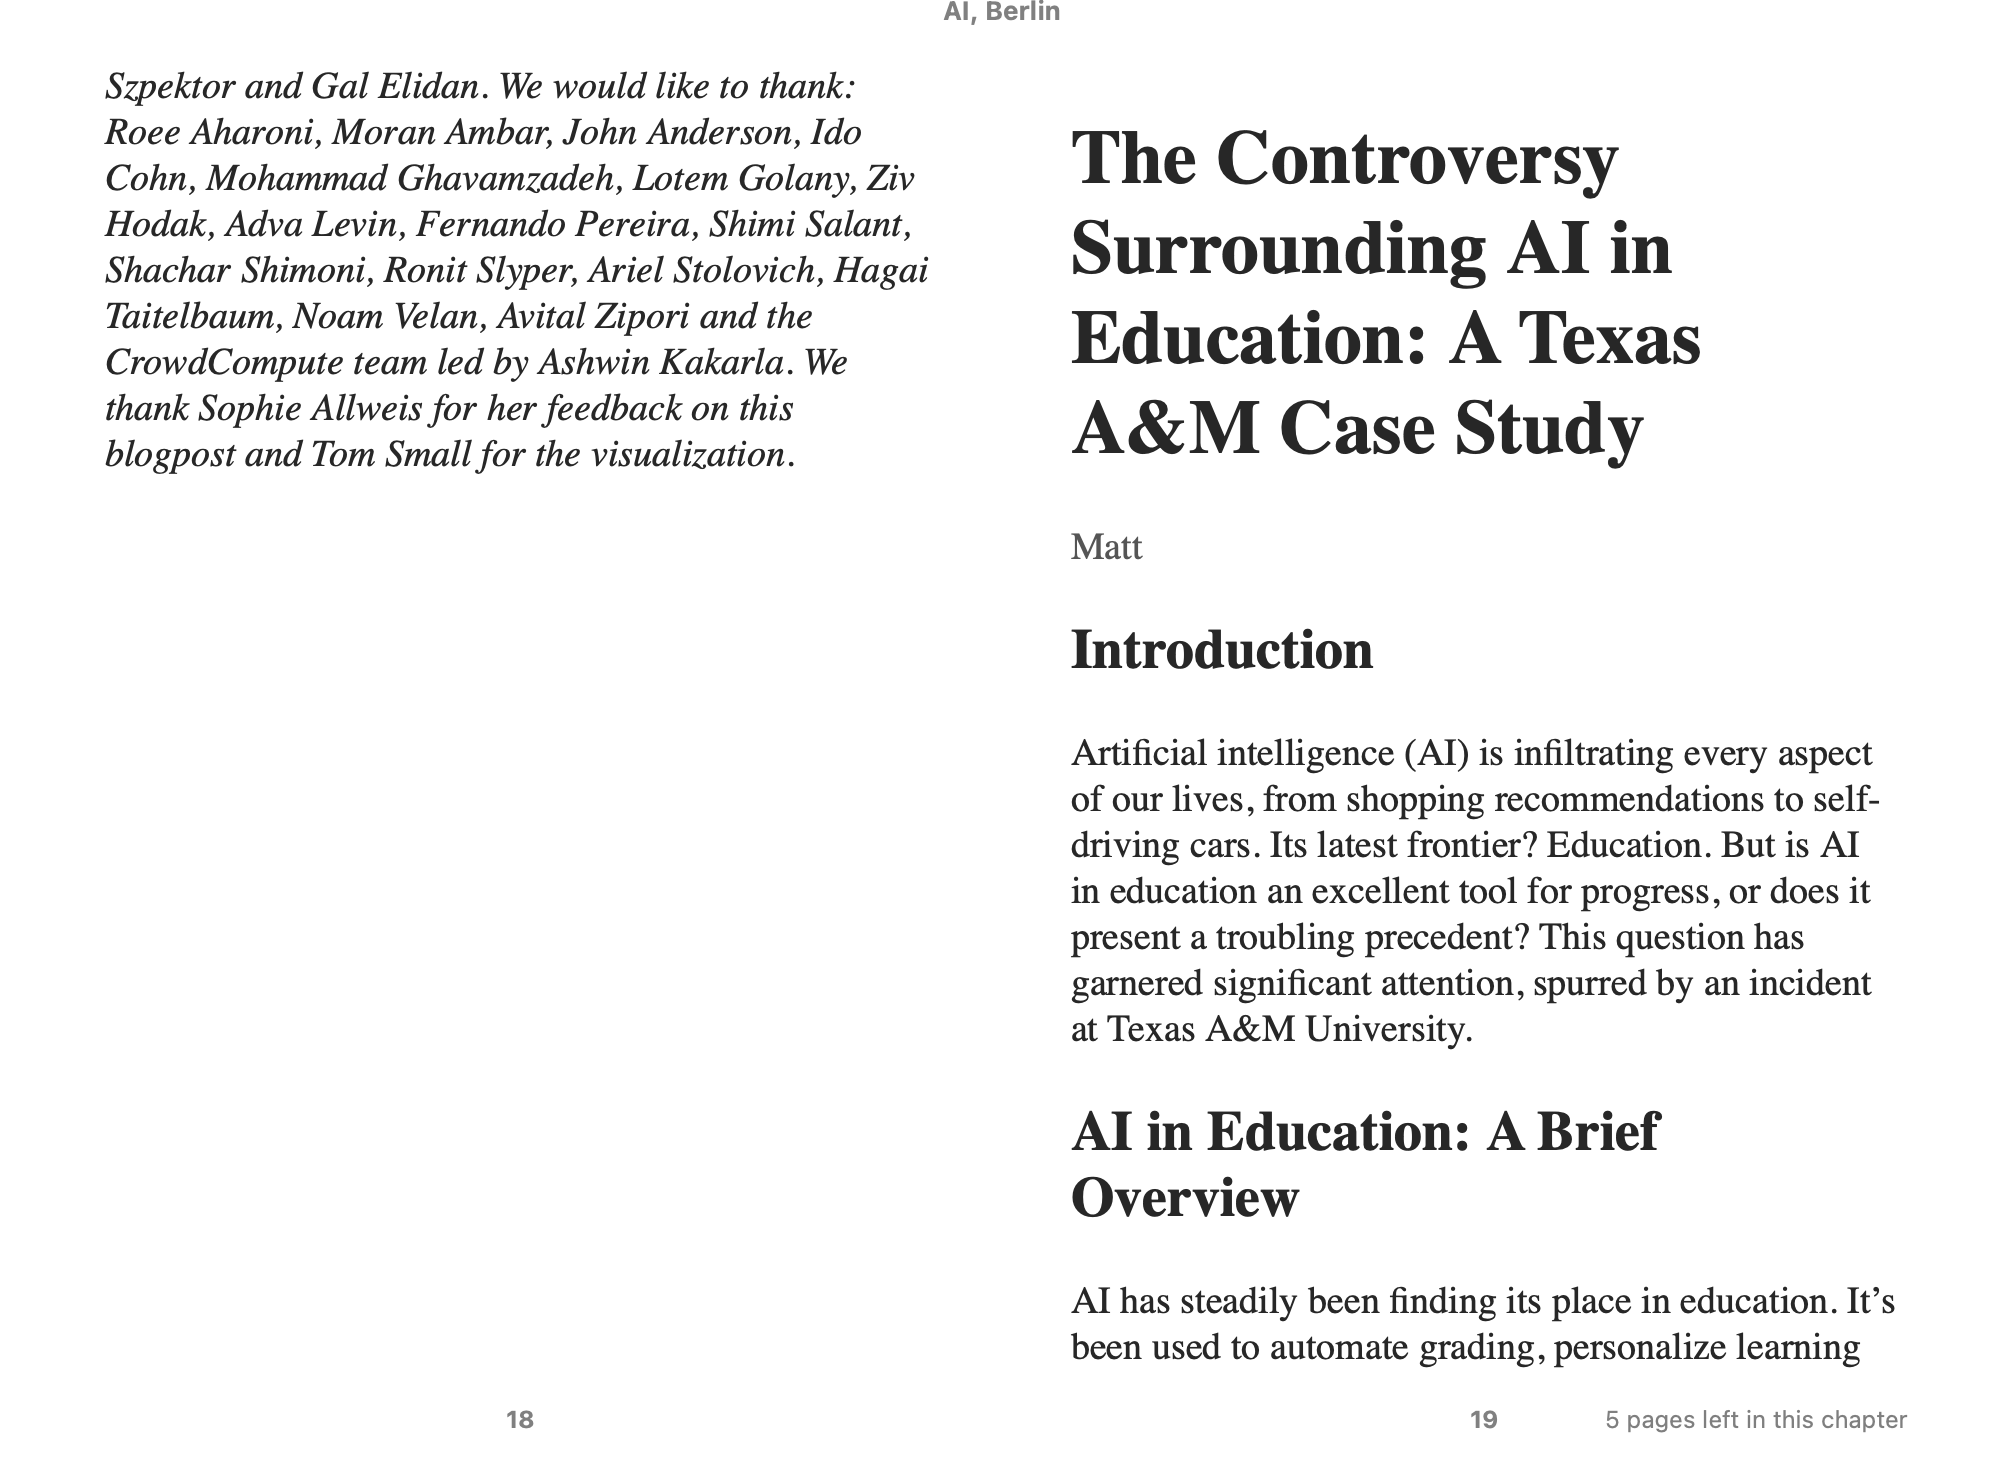 AI, Berlin
Szpektor and Gal Elidan. We would like to thank:
Roee Aharoni, Moran Ambar, John Anderson, Ido
Cohn, Mohammad Ghavamzadeh, Lotem Golany, Ziv
Hodak, Adva Levin, Fernando Pereira, Shimi Salant,
Shachar Shimoni, Ronit Slyper, Ariel Stolovich, Hagai
Taitelbaum, Noam Velan, Avital Zipori and the
CrowdCompute team led by Ashwin Kakarla. We
thank Sophie Allweis for her feedback on this
blogpost and Tom Small for the visualization.
18
The Controversy
Surrounding AI in
Education: A Texas
A&M Case Study
Matt
Introduction
Artificial intelligence (AI) is infiltrating every aspect
of our lives, from shopping recommendations to self-
driving cars. Its latest frontier? Education. But is AI
in education an excellent tool for progress, or does it
present a troubling precedent? This question has
garnered significant attention, spurred by an incident
at Texas A&M University.
AI in Education: A Brief
Overview
AI has steadily been finding its place in education. It’s
been used to automate grading, personalize learning
19
5 pages left in this chapter